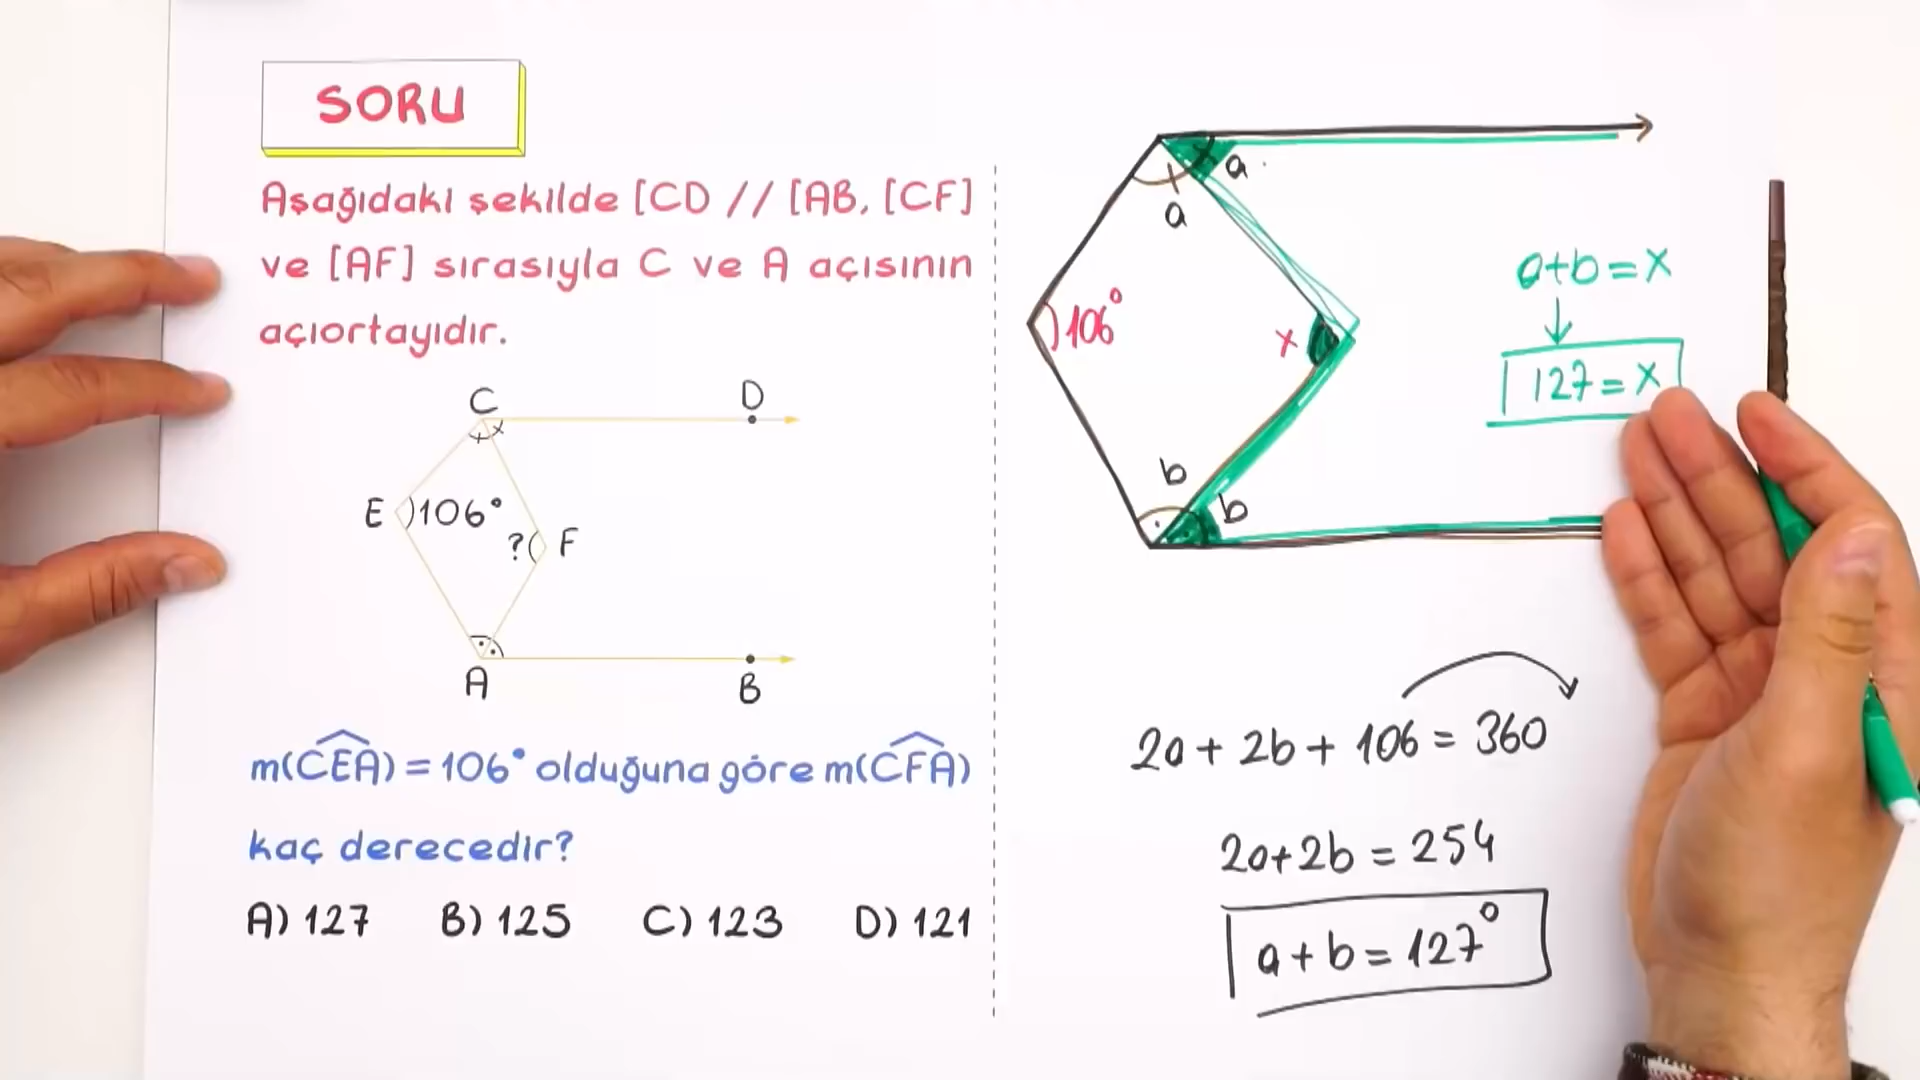 SORU
Aşağıdaki şekilde [CD // [AB, [CF]
ve [AF] sırasıyla C ve A açısının
açıortayıdır.
C
D
x
E
106°
?
F
A
B
m(CEA) = 106° olduğuna göre m(CFA)
kaç derecedir?
A) 127 B) 125 C) 123 D) 121
a
a
106°
x
b
b
a+b=x
127=x
2a + 2b + 106 = 360
2a+2b = 254
a + b = 127°